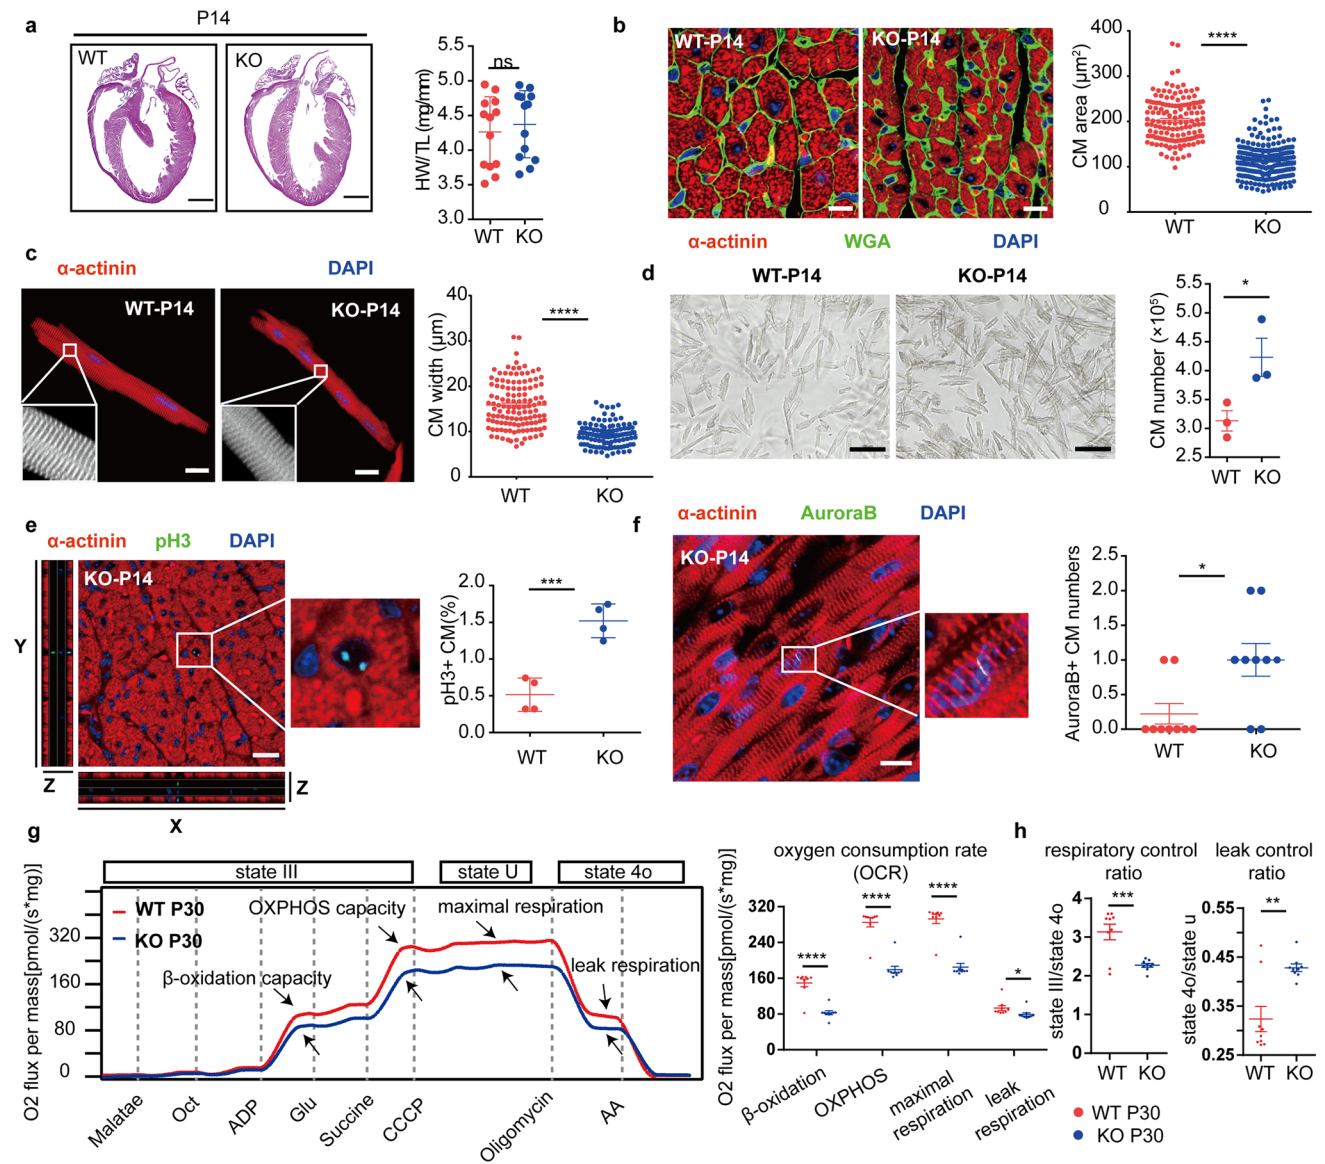 a
P14
WT
KO
HW/TL (mg/mm)
5.5
5.0
4.5
4.0
3.5
3.0
ns
WT KO
b
WT-P14
KO-P14
α-actinin WGA DAPI
CM area (µm²)
400
300
200
100
0
****
WT KO
c
α-actinin DAPI
WT-P14
KO-P14
CM width (µm)
40
30
20
10
0
****
WT KO
d
WT-P14 KO-P14
CM number (×10⁵)
5.5
5.0
4.5
4.0
3.5
3.0
2.5
*
WT KO
e
α-actinin pH3 DAPI
KO-P14
Y
Z
Z
X
pH3+ CM(%)
2.0
1.5
1.0
0.5
0.0
***
WT KO
f
α-actinin AuroraB DAPI
KO-P14
AuroraB+ CM numbers
2.5
2.0
1.5
1.0
0.5
0.0
*
WT KO
g
state III state U state 4o
WT P30
KO P30
OXPHOS capacity
maximal respiration
β-oxidation capacity
leak respiration
O2 flux per mass[pmol/(s*mg)]
320
160
80
0
Malatae
Oct
ADP
Glu
Succine
CCCP
Oligomycin
AA
oxygen consumption rate
(OCR)
O2 flux per mass[pmol/(s*mg)]
320
240
160
80
0
****
****
****
*
β-oxidation
OXPHOS
maximal
respiration
leak
respiration
h
respiratory control
ratio
state III/state 4o
4
3
2
1
0
***
WT KO
leak control
ratio
state 4o/state u
0.55
0.45
0.35
0.25
**
WT KO
WT P30
KO P30